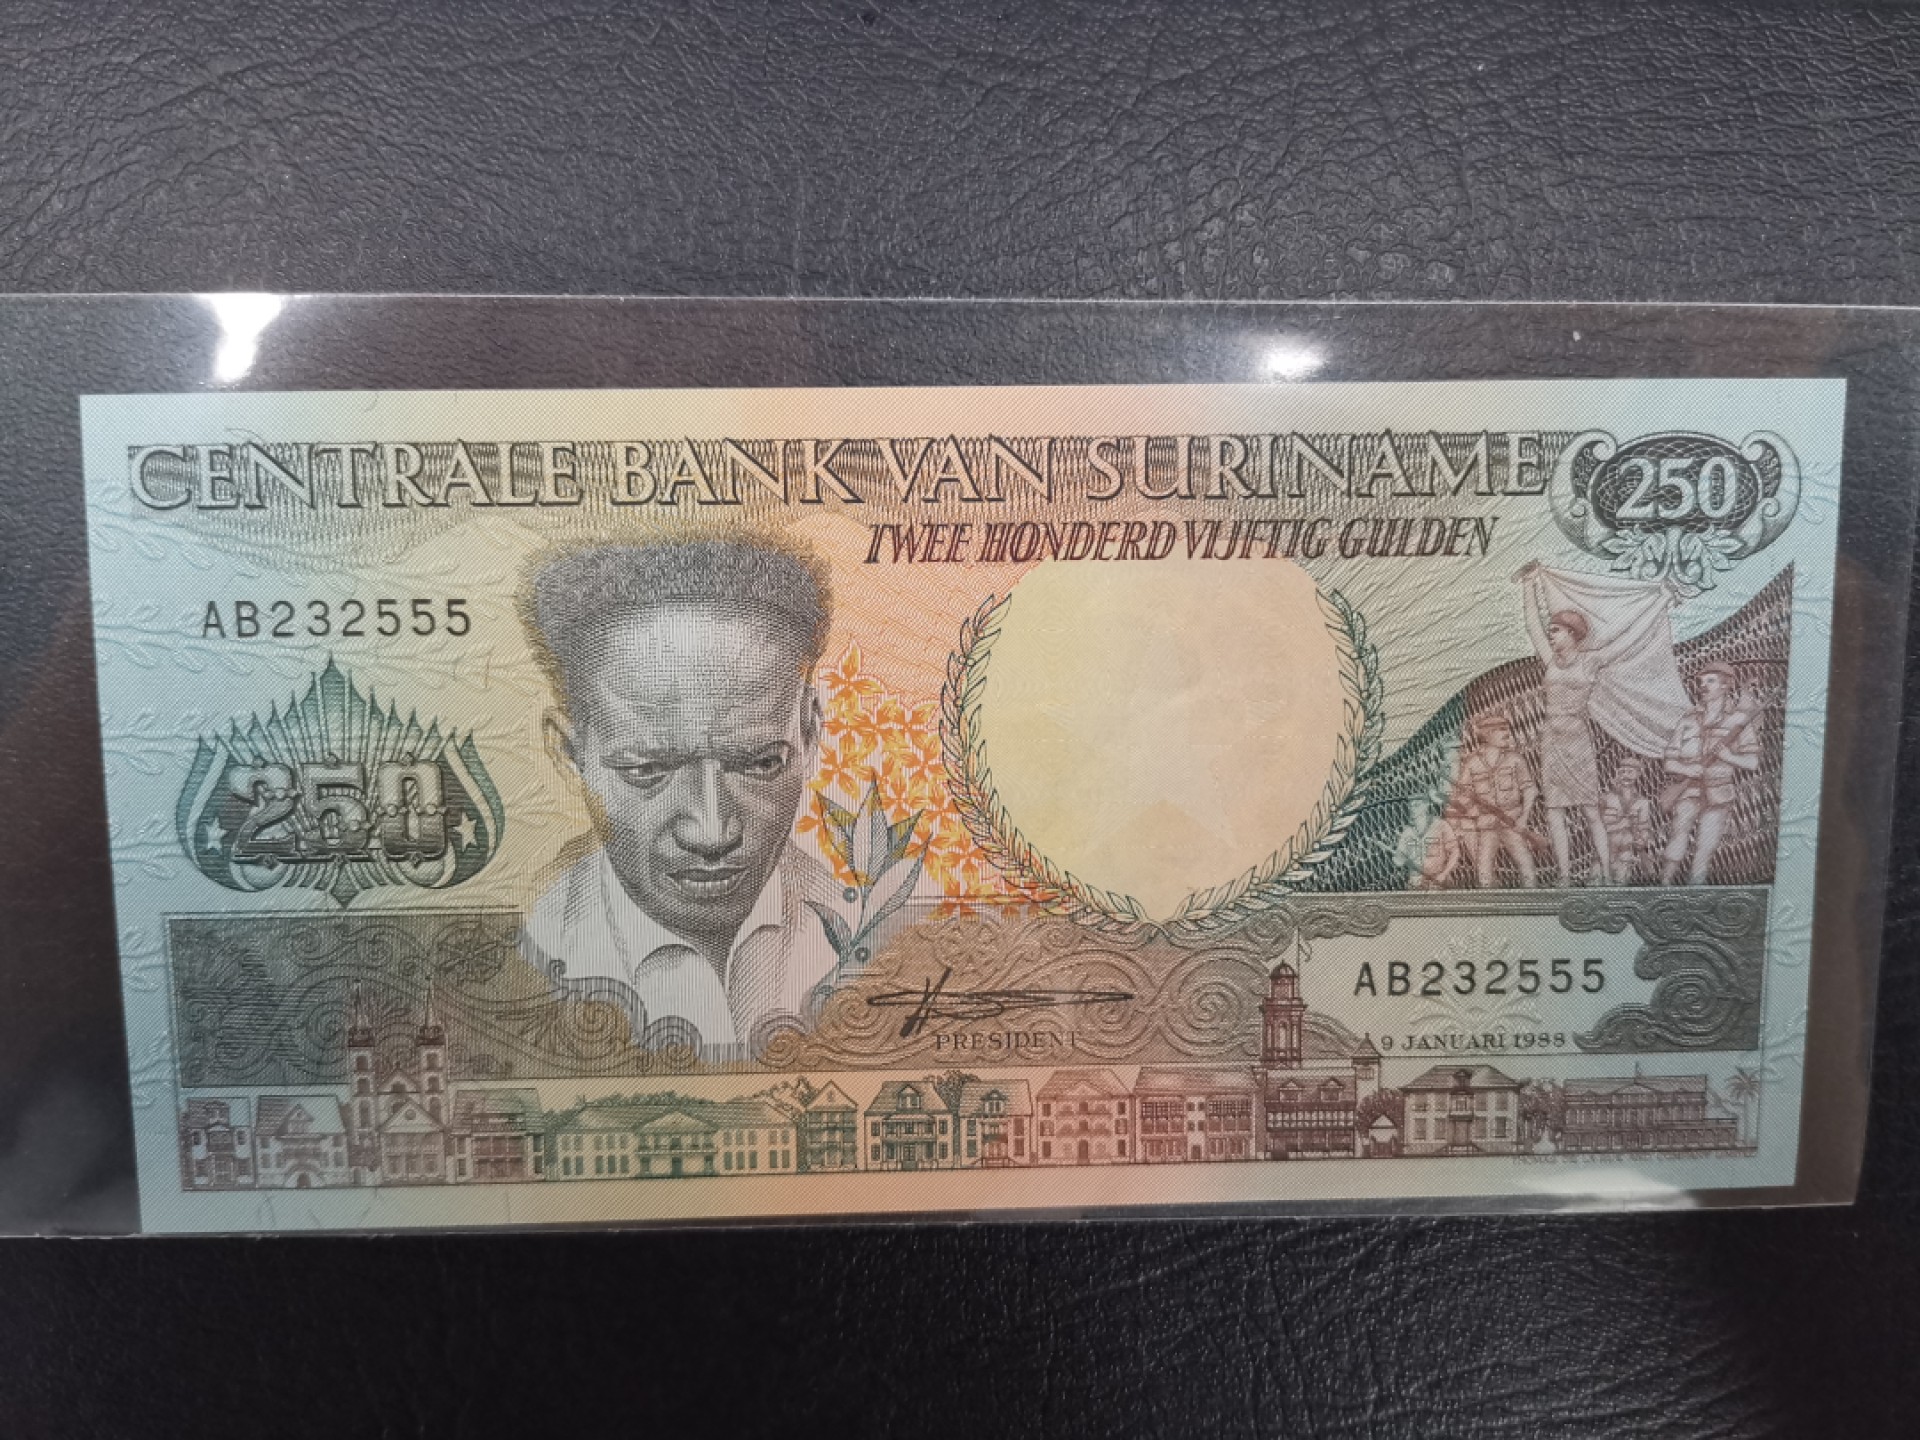 CENTRALE BANK VAN SURINAME
250
TWEE HONDERD VIJFTIG GULDEN
AB232555
250
AB232555
PRESIDENT
9 JANUARI 1988